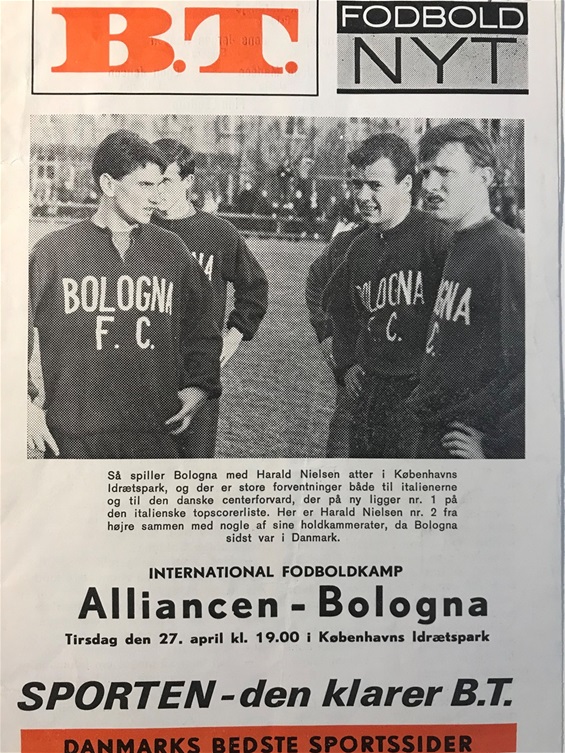 B.T.
FODBOLD
NYT
BOLOGNA
F. C.
NA
BOLOGNA
F. C.
GNA
C.
Så spiller Bologna med Harald Nielsen atter i Københavns
Idrætspark, og der er store forventninger både til italienerne
og til den danske centerforvard, der på ny ligger nr. 1 på
den italienske topscorerliste. Her er Harald Nielsen nr. 2 fra
højre sammen med nogle af sine holdkammerater, da Bologna
sidst var i Danmark.
INTERNATIONAL FODBOLDKAMP
Alliancen - Bologna
Tirsdag den 27. april kl. 19.00 i Københavns Idrætspark
SPORTEN - den klarer B.T.
DANMARKS BEDSTE SPORTSSIDER